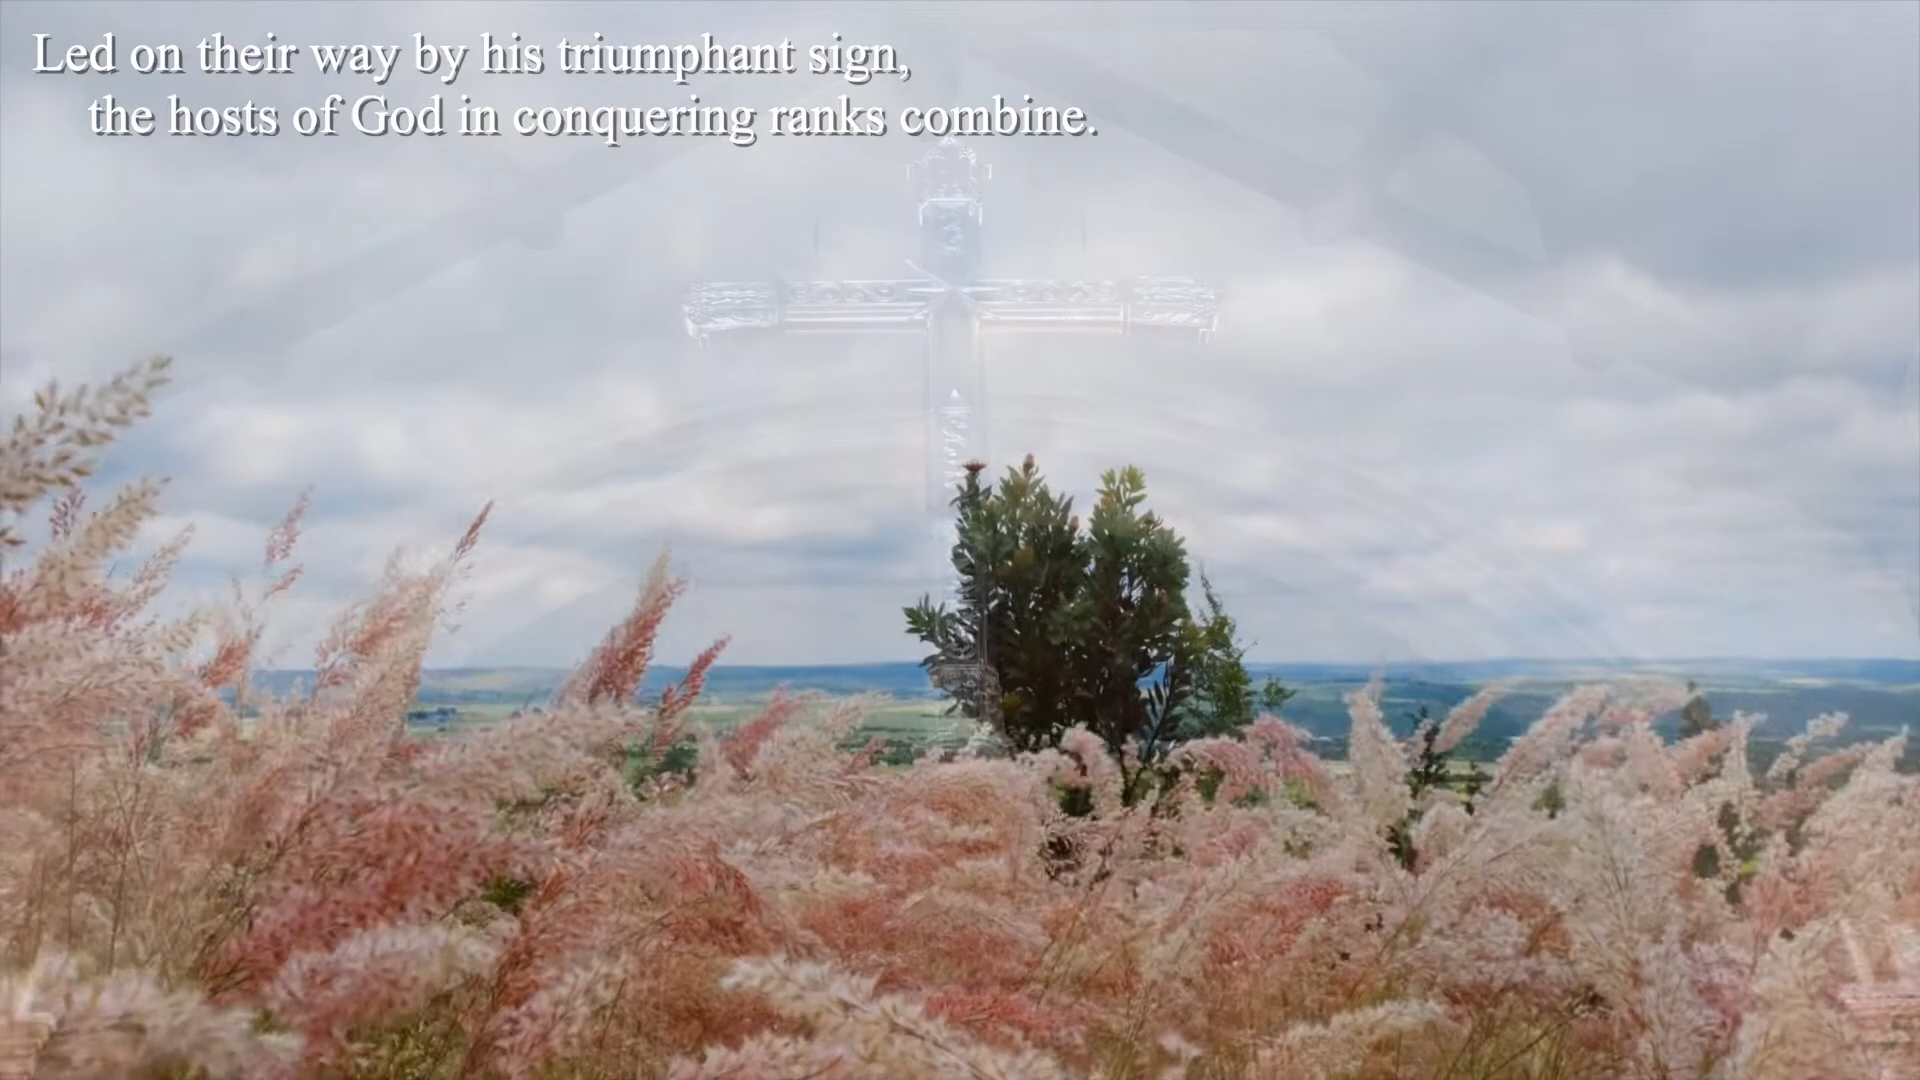 Led on their way by his triumphant sign,
the hosts of God in conquering ranks combine.